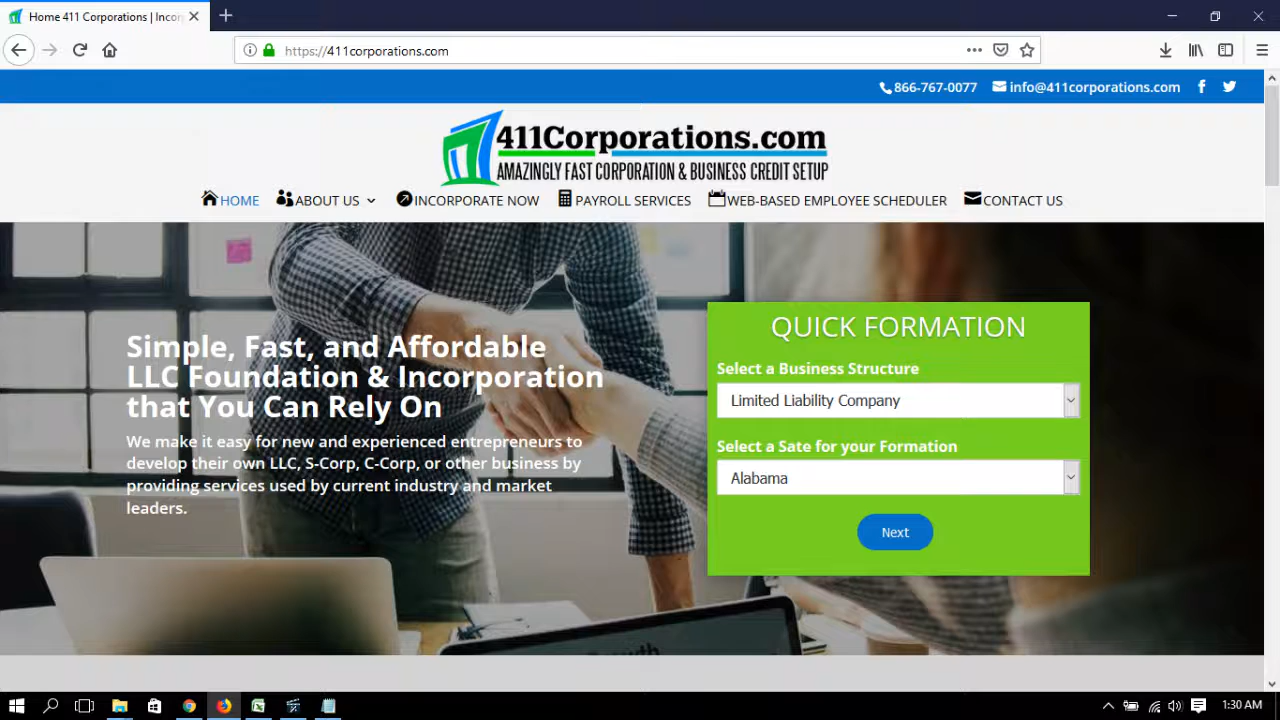 Home 411 Corporations | Incor
https://411corporations.com
866-767-0077 info@411corporations.com
411Corporations.com
AMAZINGLY FAST CORPORATION & BUSINESS CREDIT SETUP
HOME ABOUT US INCORPORATE NOW PAYROLL SERVICES WEB-BASED EMPLOYEE SCHEDULER CONTACT US
Simple, Fast, and Affordable
LLC Foundation & Incorporation
that You Can Rely On
We make it easy for new and experienced entrepreneurs to
develop their own LLC, S-Corp, C-Corp, or other business by
providing services used by current industry and market
leaders.
QUICK FORMATION
Select a Business Structure
Limited Liability Company
Select a Sate for your Formation
Alabama
Next
Growth
1:30 AM